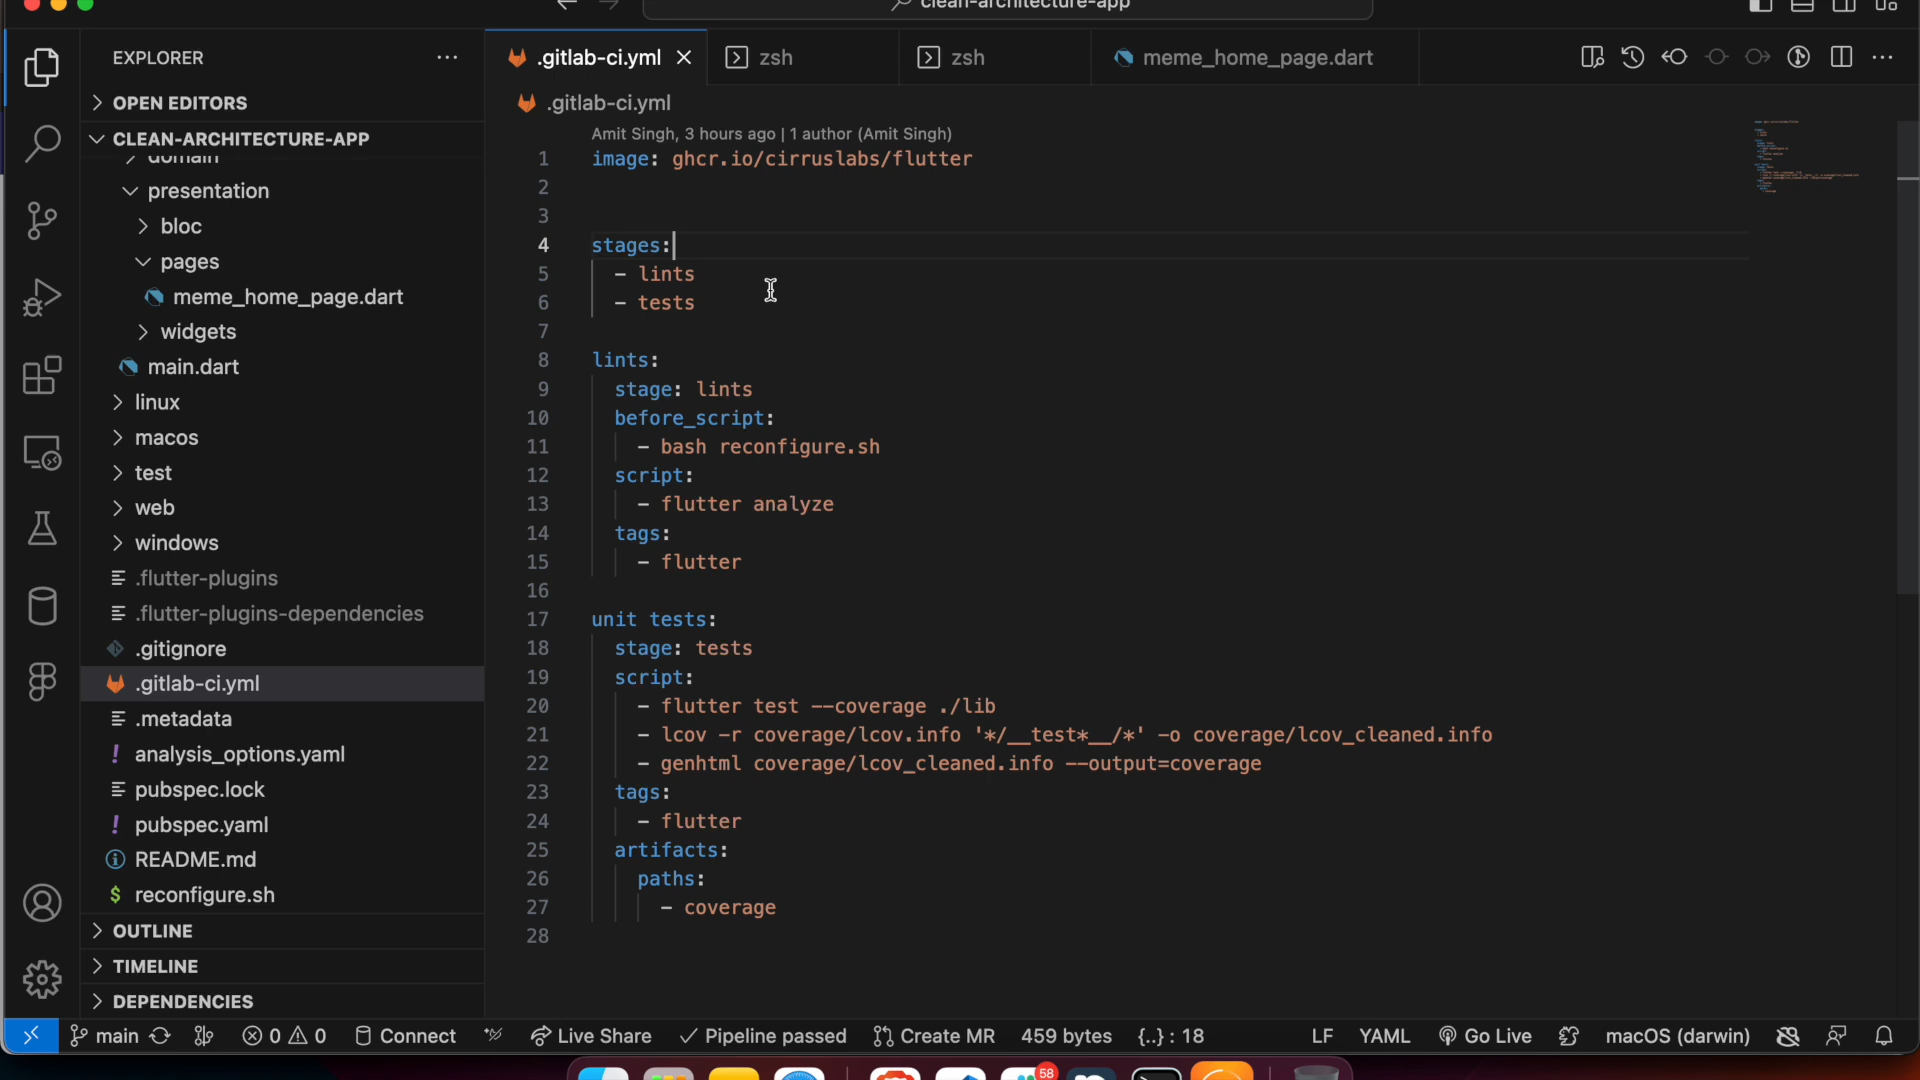 clean-architecture-app
EXPLORER
.gitlab-ci.yml
zsh
zsh
meme_home_page.dart
OPEN EDITORS
CLEAN-ARCHITECTURE-APP
domain
presentation
bloc
pages
meme_home_page.dart
widgets
main.dart
linux
macos
test
web
windows
.flutter-plugins
.flutter-plugins-dependencies
.gitignore
.gitlab-ci.yml
.metadata
analysis_options.yaml
pubspec.lock
pubspec.yaml
README.md
reconfigure.sh
OUTLINE
TIMELINE
DEPENDENCIES
.gitlab-ci.yml
Amit Singh, 3 hours ago | 1 author (Amit Singh)
1 image: ghcr.io/cirruslabs/flutter
2
3
4 stages:
5 - lints
6 - tests
7
8 lints:
9 stage: lints
10 before_script:
11 - bash reconfigure.sh
12 script:
13 - flutter analyze
14 tags:
15 - flutter
16
17 unit tests:
18 stage: tests
19 script:
20 - flutter test --coverage ./lib
21 - lcov -r coverage/lcov.info '*/__test*__/*' -o coverage/lcov_cleaned.info
22 - genhtml coverage/lcov_cleaned.info --output=coverage
23 tags:
24 - flutter
25 artifacts:
26 paths:
27 - coverage
28
main 0 0 Connect Live Share Pipeline passed Create MR 459 bytes {..} : 18 LF YAML Go Live macOS (darwin)
58